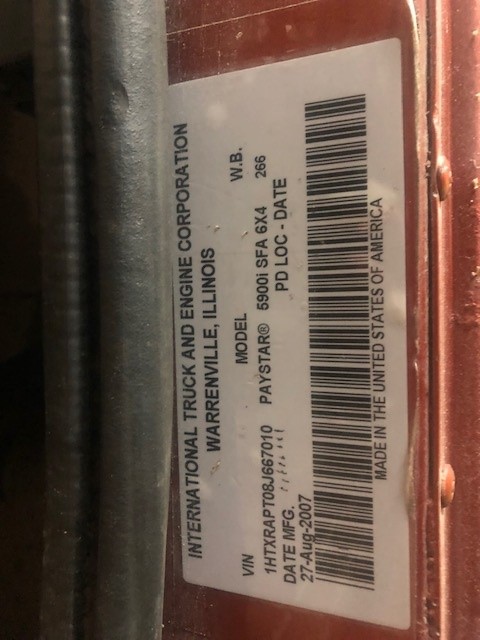 INTERNATIONAL TRUCK AND ENGINE CORPORATION
WARRENVILLE, ILLINOIS
VIN MODEL W.B.
1HTXRAPT08J667010 PAYSTAR® 5900i SFA 6X4 266
DATE MFG. PD LOC - DATE
27-Aug-2007
MADE IN THE UNITED STATES OF AMERICA